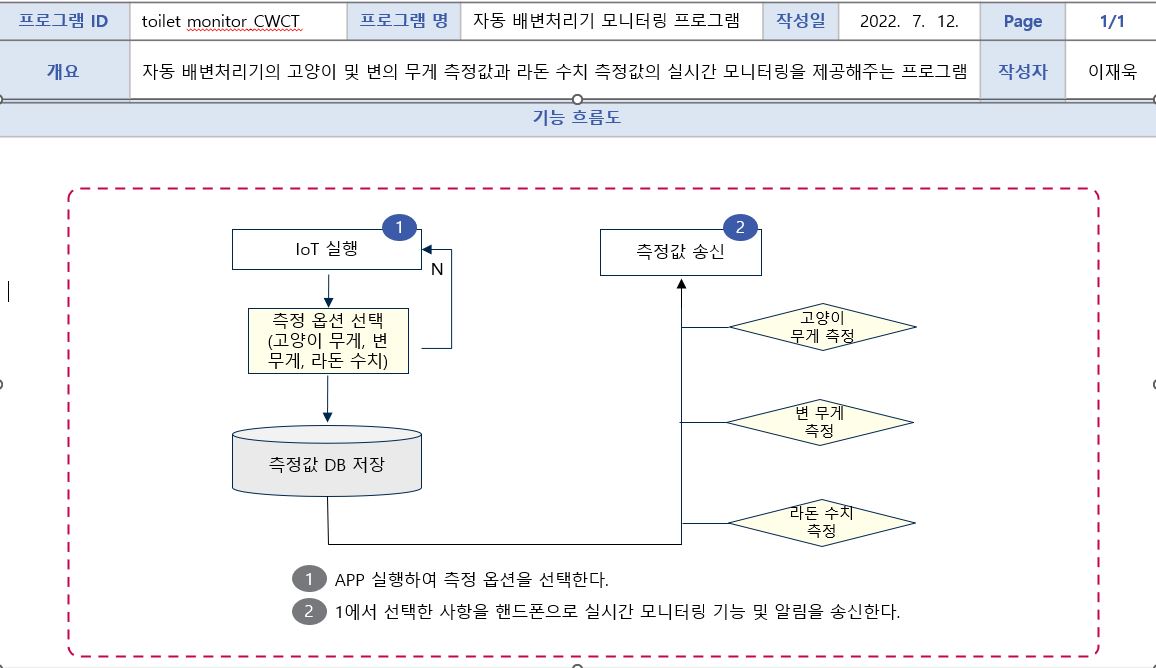 프로그램 ID toilet monitor_CWCT 프로그램 명 자동 배변처리기 모니터링 프로그램 작성일 2022. 7. 12. Page 1/1
개요 자동 배변처리기의 고양이 및 변의 무게 측정값과 라돈 수치 측정값의 실시간 모니터링을 제공해주는 프로그램 작성자 이재욱
기능 흐름도
1
IoT 실행
N
측정 옵션 선택
(고양이 무게, 변
무게, 라돈 수치)
측정값 DB 저장
2
측정값 송신
고양이
무게 측정
변 무게
측정
라돈 수치
측정
1 APP 실행하여 측정 옵션을 선택한다.
2 1에서 선택한 사항을 핸드폰으로 실시간 모니터링 기능 및 알림을 송신한다.